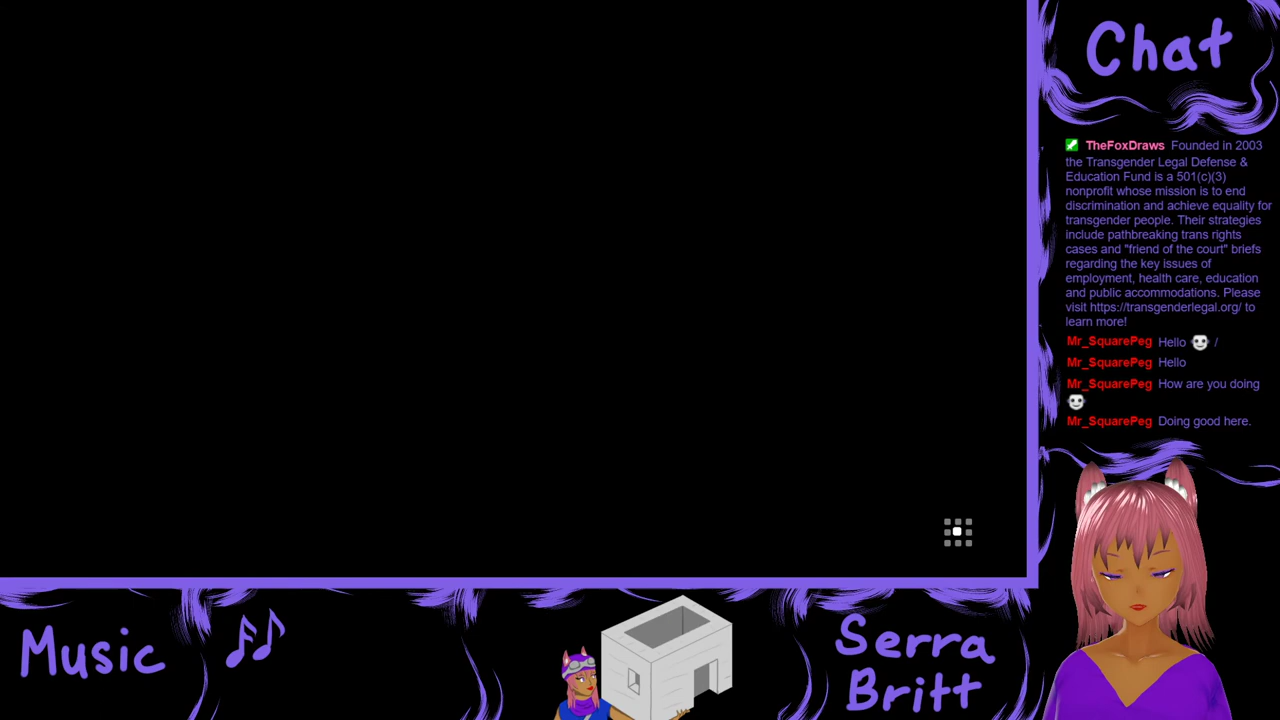 Chat
TheFoxDraws Founded in 2003
the Transgender Legal Defense &
Education Fund is a 501(c)(3)
nonprofit whose mission is to end
discrimination and achieve equality for
transgender people. Their strategies
include pathbreaking trans rights
cases and "friend of the court" briefs
regarding the key issues of
employment, health care, education
and public accommodations. Please
visit https://transgenderlegal.org/ to
learn more!
Mr_SquarePeg Hello /
Mr_SquarePeg Hello
Mr_SquarePeg How are you doing
Mr_SquarePeg Doing good here.
Music
Serra
Britt